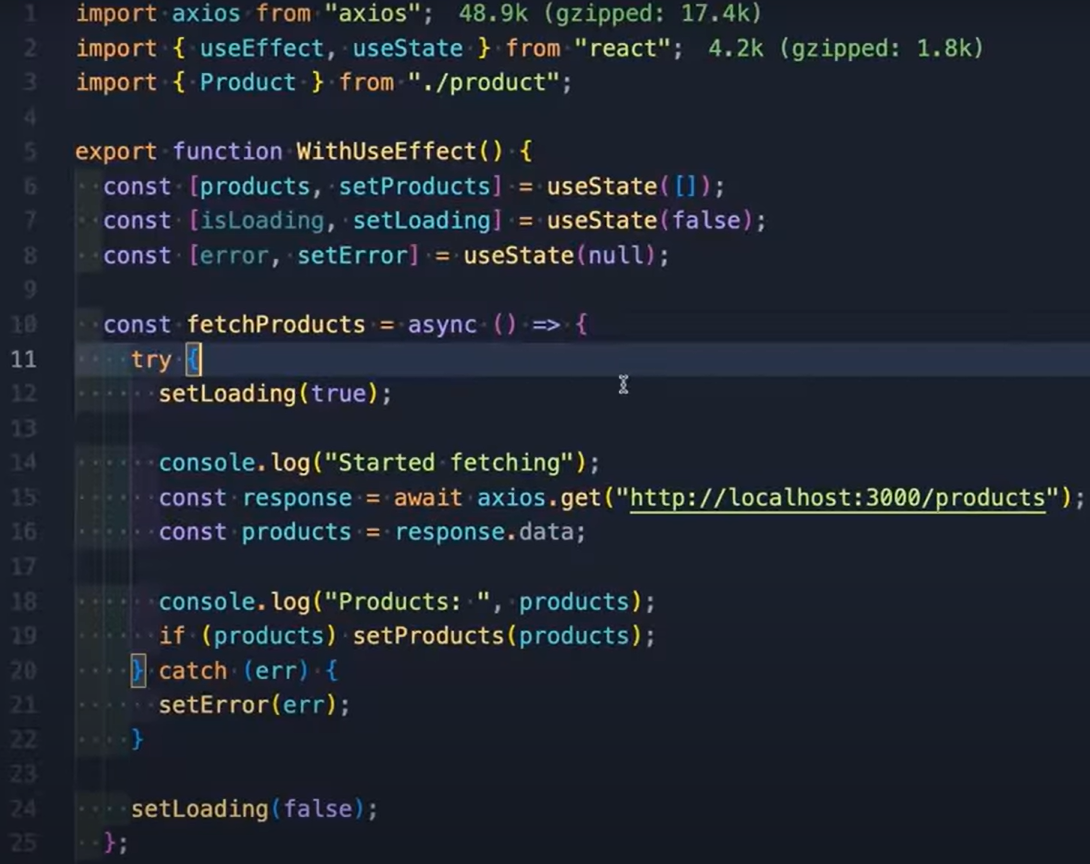 1 import axios from "axios"; 48.9k (gzipped: 17.4k)
2 import { useEffect, useState } from "react"; 4.2k (gzipped: 1.8k)
3 import { Product } from "./product";
4
5 export function WithUseEffect() {
6   const [products, setProducts] = useState([]);
7   const [isLoading, setLoading] = useState(false);
8   const [error, setError] = useState(null);
9
10   const fetchProducts = async () => {
11     try {
12       setLoading(true);
13
14       console.log("Started fetching");
15       const response = await axios.get("http://localhost:3000/products");
16       const products = response.data;
17
18       console.log("Products: ", products);
19       if (products) setProducts(products);
20     } catch (err) {
21       setError(err);
22     }
23
24     setLoading(false);
25   };